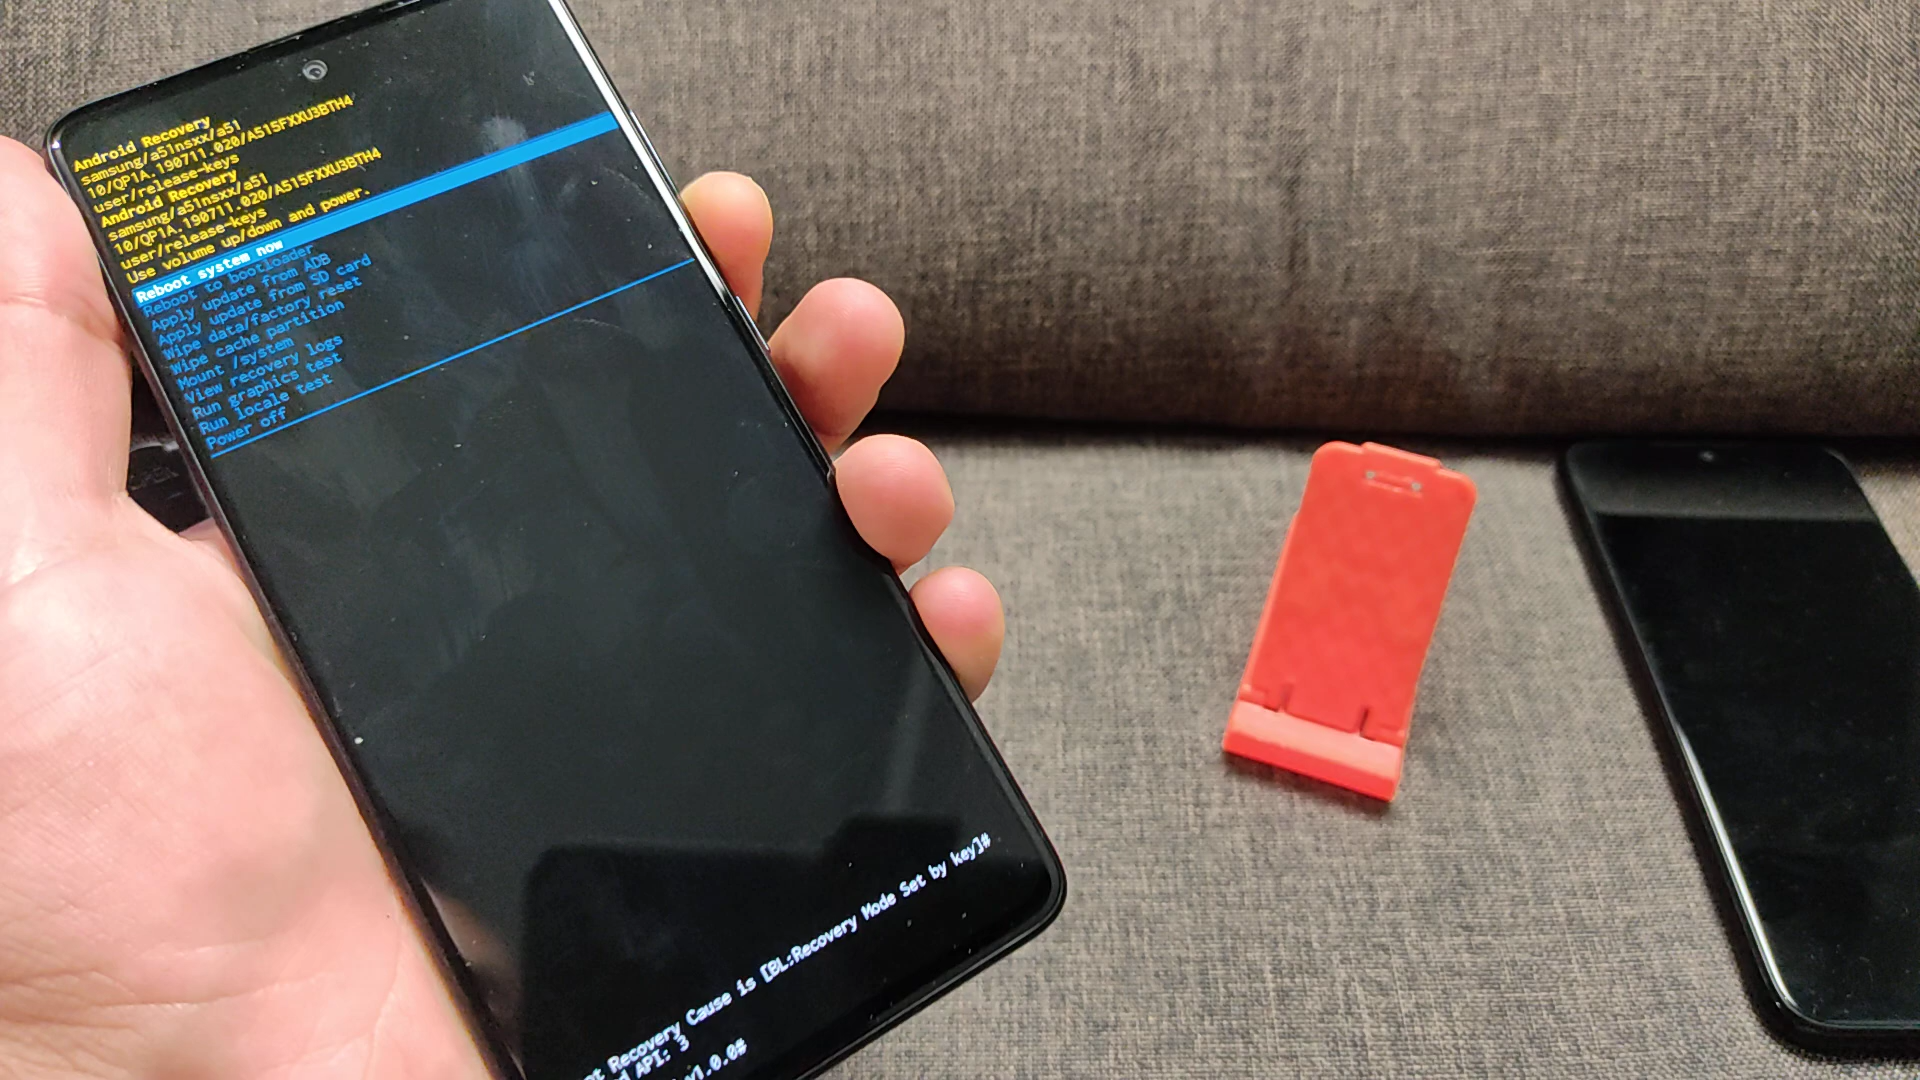 Android Recovery
samsung/a51nsxx/a51
10/QP1A.190711.020/A515FXXU3BTH4
user/release-keys
Android Recovery
samsung/a51nsxx/a51
10/QP1A.190711.020/A515FXXU3BTH4
user/release-keys
Use volume up/down and power.
Reboot system now
Reboot to bootloader
Apply update from ADB
Apply update from SD card
Wipe data/factory reset
Wipe cache partition
Mount /system
View recovery logs
Run graphics test
Run locale test
Power off
Recovery Cause is [BL:Recovery Mode Set by key]#
API: 3
v1.0.0#